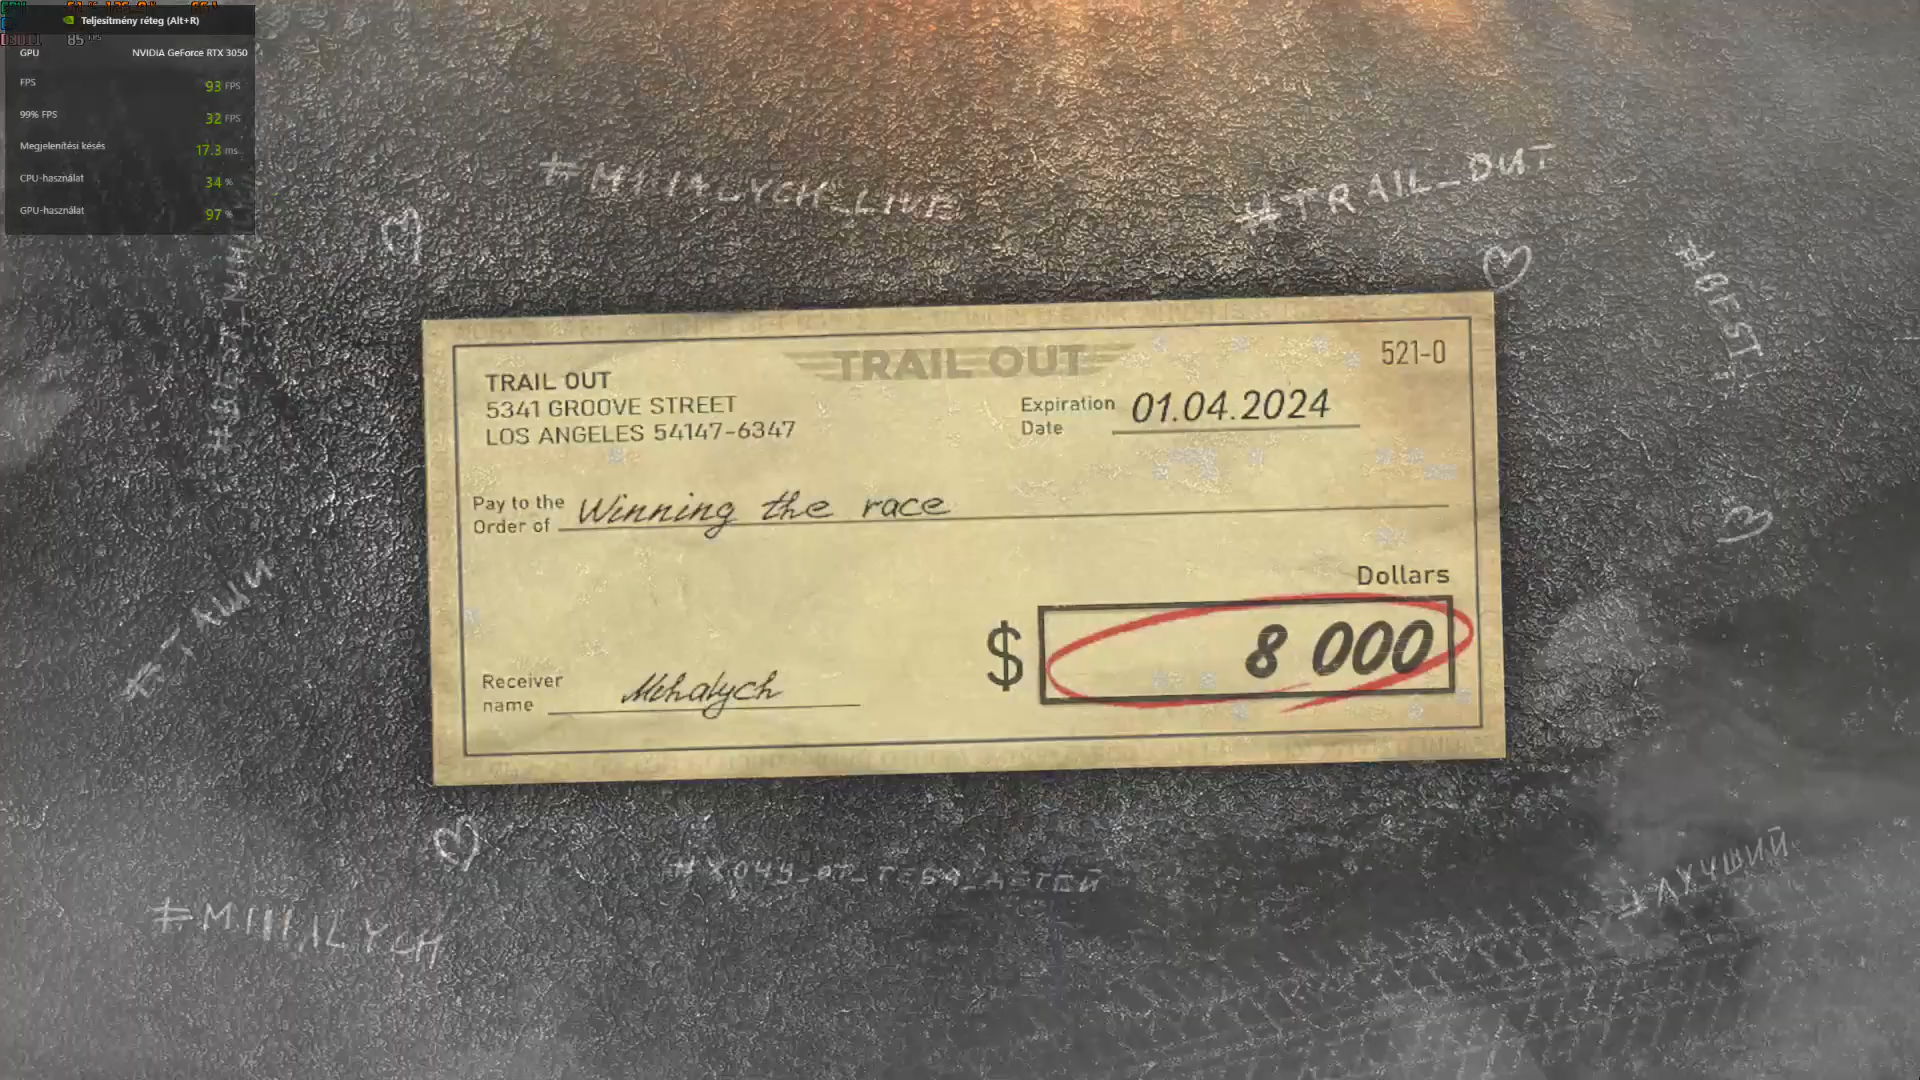 Teljesítmény réteg (Alt+R)
85 FPS
GPU NVIDIA GeForce RTX 3050
FPS 93 FPS
99% FPS 32 FPS
Megjelenítési késés 17.3 ms
CPU-használat 34 %
GPU-használat 97 %
#TRAIL_OUT
#BEST
TRAIL OUT
521-0
TRAIL OUT
5341 GROOVE STREET
LOS ANGELES 54147-6347
Expiration Date 01.04.2024
Pay to the Order of Winning the race
Dollars
$ 8 000
Receiver name Mihalych
#ХОЧУ_ОТ_ТЕБЯ_ДЕТЕЙ